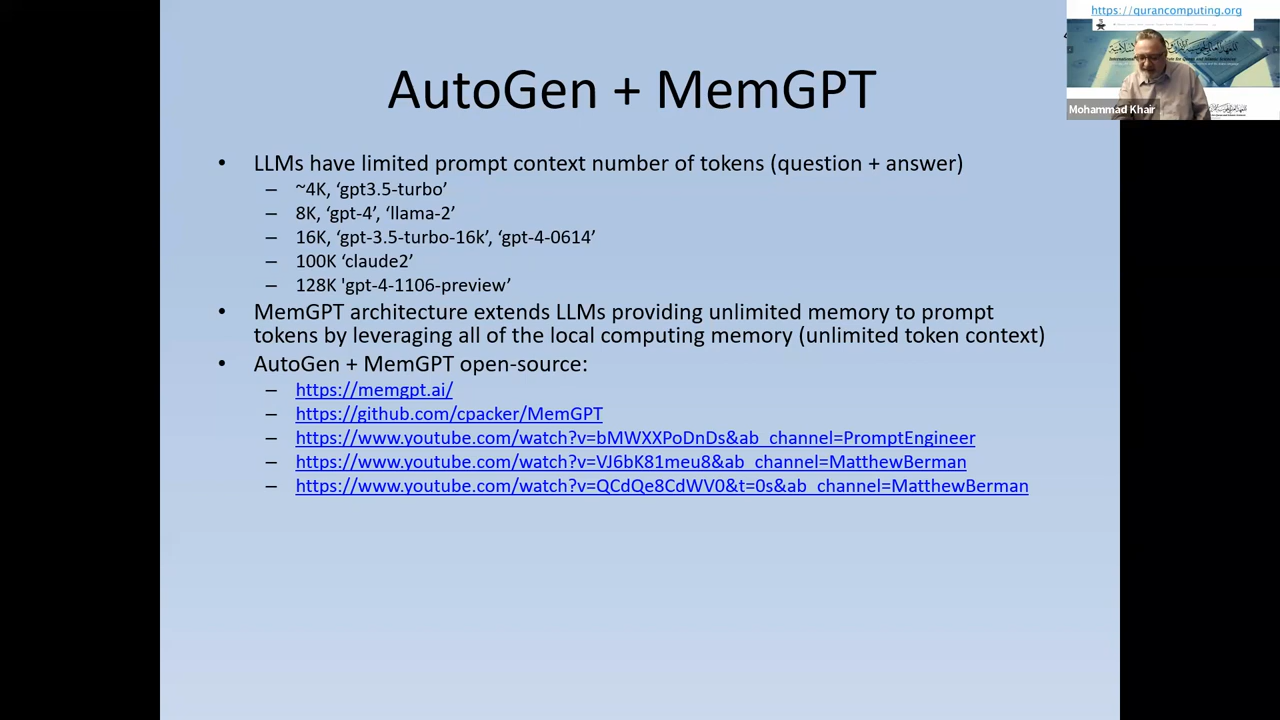 https://qurancomputing.org
Mohammad Khair
AutoGen + MemGPT
• LLMs have limited prompt context number of tokens (question + answer)
– ~4K, ‘gpt3.5-turbo’
– 8K, ‘gpt-4’, ‘llama-2’
– 16K, ‘gpt-3.5-turbo-16k’, ‘gpt-4-0614’
– 100K ‘claude2’
– 128K 'gpt-4-1106-preview’
• MemGPT architecture extends LLMs providing unlimited memory to prompt
tokens by leveraging all of the local computing memory (unlimited token context)
• AutoGen + MemGPT open-source:
– https://memgpt.ai/
– https://github.com/cpacker/MemGPT
– https://www.youtube.com/watch?v=bMWXXPoDnDs&ab_channel=PromptEngineer
– https://www.youtube.com/watch?v=VJ6bK81meu8&ab_channel=MatthewBerman
– https://www.youtube.com/watch?v=QCdQe8CdWV0&t=0s&ab_channel=MatthewBerman